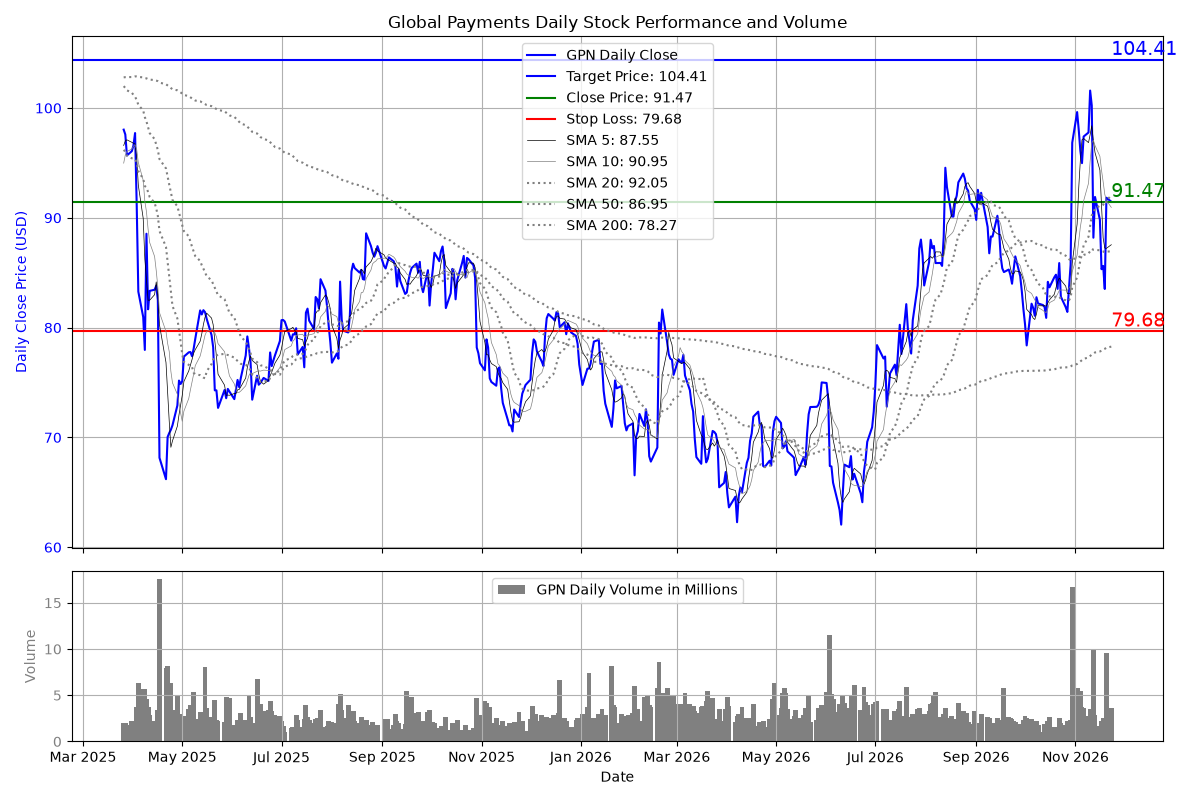 Global Payments Daily Stock Performance and Volume
GPN Daily Close
Target Price: 104.41
Close Price: 91.47
Stop Loss: 79.68
SMA 5: 87.55
SMA 10: 90.95
SMA 20: 92.05
SMA 50: 86.95
SMA 200: 78.27
104.41
91.47
79.68
Daily Close Price (USD)
100
90
80
70
60
GPN Daily Volume in Millions
Volume
15
10
5
0
Mar 2025 May 2025 Jul 2025 Sep 2025 Nov 2025 Jan 2026 Mar 2026 May 2026 Jul 2026 Sep 2026 Nov 2026
Date